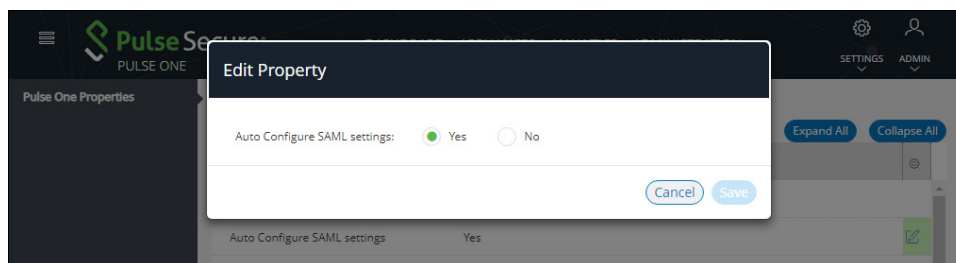 Pulse Secure
PULSE ONE
SETTINGS
ADMIN
Pulse One Properties
Edit Property
Auto Configure SAML settings:
Yes
No
Expand All
Collapse All
Cancel
Save
Auto Configure SAML settings
Yes